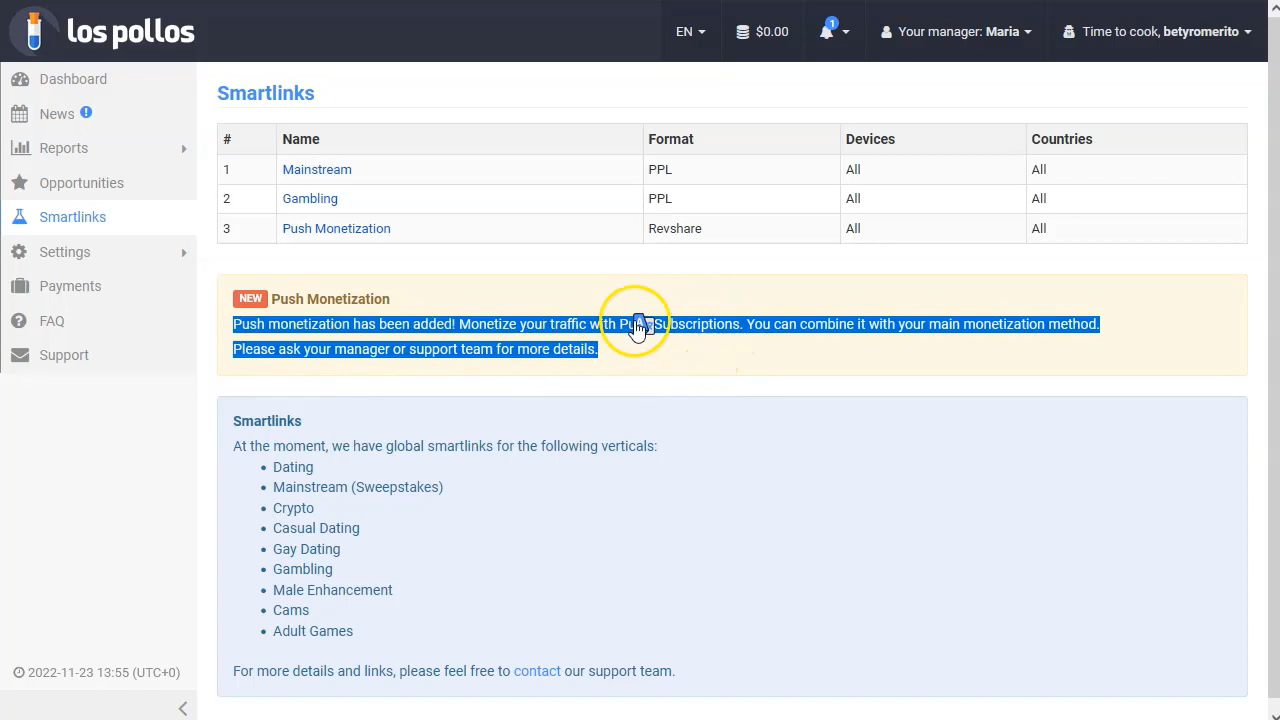 los pollos
EN
$0.00
1
Your manager: Maria
Time to cook, betyromerito
Dashboard
News
Reports
Opportunities
Smartlinks
Settings
Payments
FAQ
Support
2022-11-23 13:55 (UTC+0)
Smartlinks
# Name Format Devices Countries
1 Mainstream PPL All All
2 Gambling PPL All All
3 Push Monetization Revshare All All
NEW Push Monetization
Push monetization has been added! Monetize your traffic with Subscriptions. You can combine it with your main monetization method.
Please ask your manager or support team for more details.
Smartlinks
At the moment, we have global smartlinks for the following verticals:
• Dating
• Mainstream (Sweepstakes)
• Crypto
• Casual Dating
• Gay Dating
• Gambling
• Male Enhancement
• Cams
• Adult Games
For more details and links, please feel free to contact our support team.